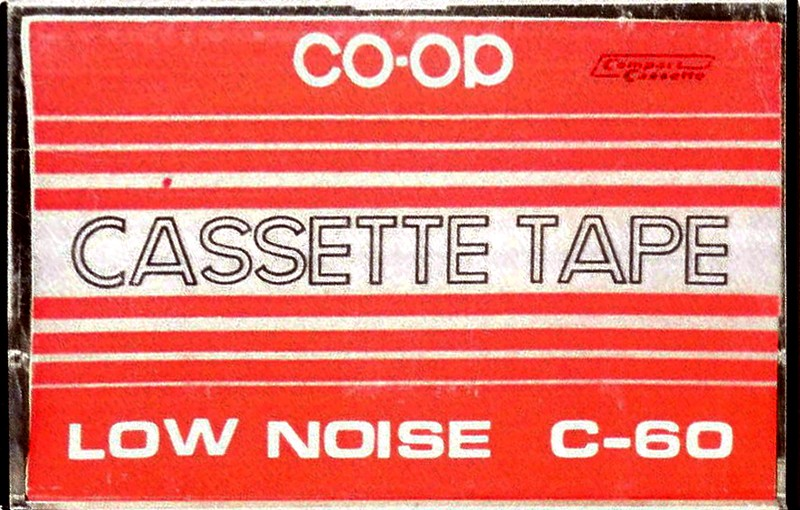 CO-OP
Compact
Cassette
CASSETTE TAPE
LOW NOISE C-60